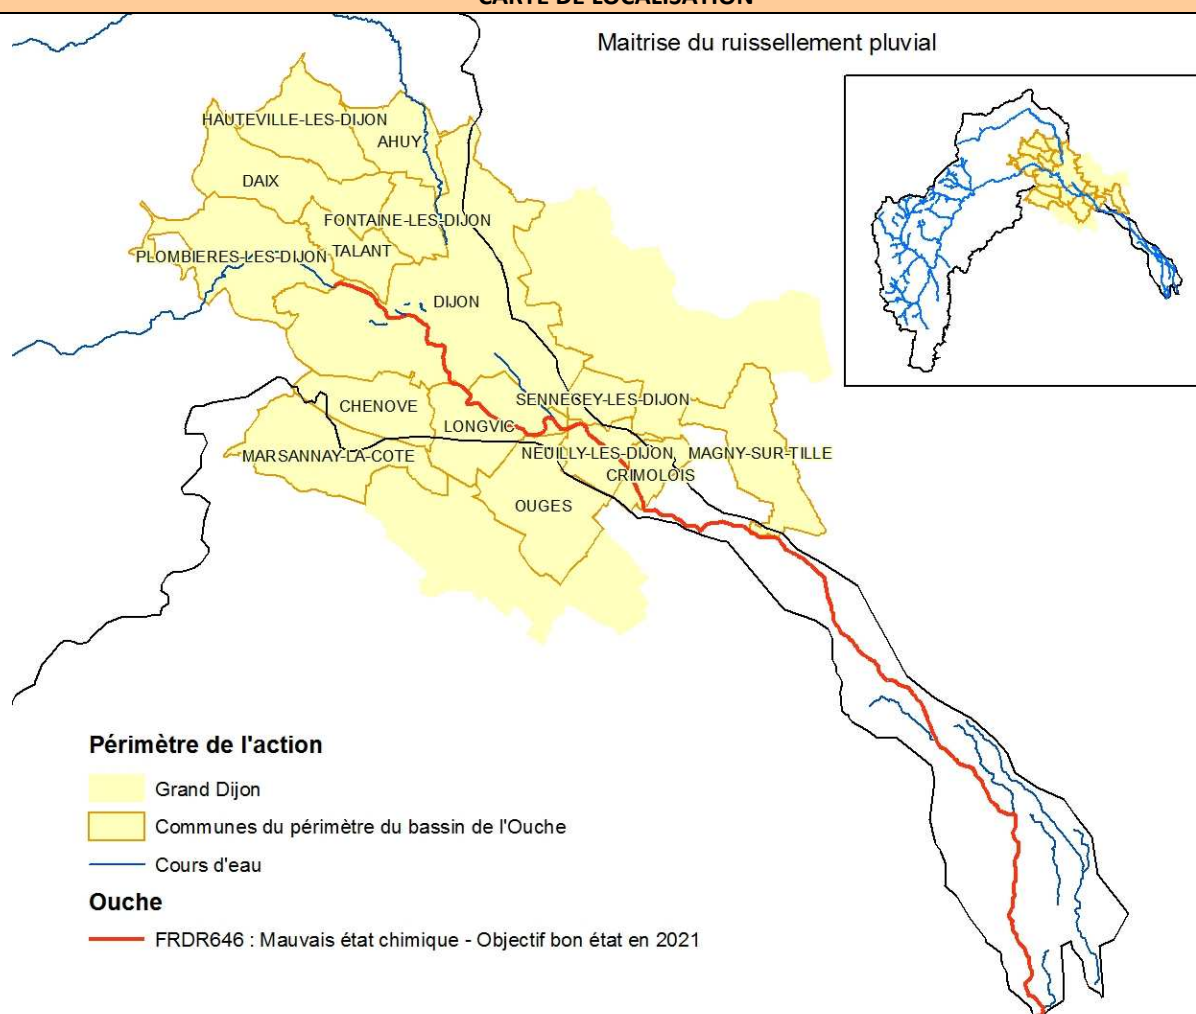 CARTE DE LOCALISATION
Maitrise du ruissellement pluvial
HAUTEVILLE-LES-DIJON
AHUY
DAIX
FONTAINE-LES-DIJON
TALANT
PLOMBIERES-LES-DIJON
DIJON
CHENOVE
SENNECEY-LES-DIJON
LONGVIC
MARSANNAY-LA-COTE
NEUILLY-LES-DIJON
MAGNY-SUR-TILLE
CRIMOLOIS
OUGES
Périmètre de l'action
Grand Dijon
Communes du périmètre du bassin de l'Ouche
Cours d'eau
Ouche
FRDR646 : Mauvais état chimique - Objectif bon état en 2021